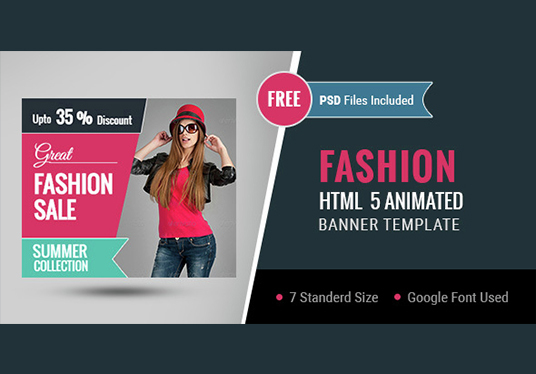 Upto 35 % Discount
Great
FASHION
SALE
SUMMER
COLLECTION
FREE
PSD Files Included
FASHION
HTML 5 ANIMATED
BANNER TEMPLATE
7 Standerd Size
Google Font Used